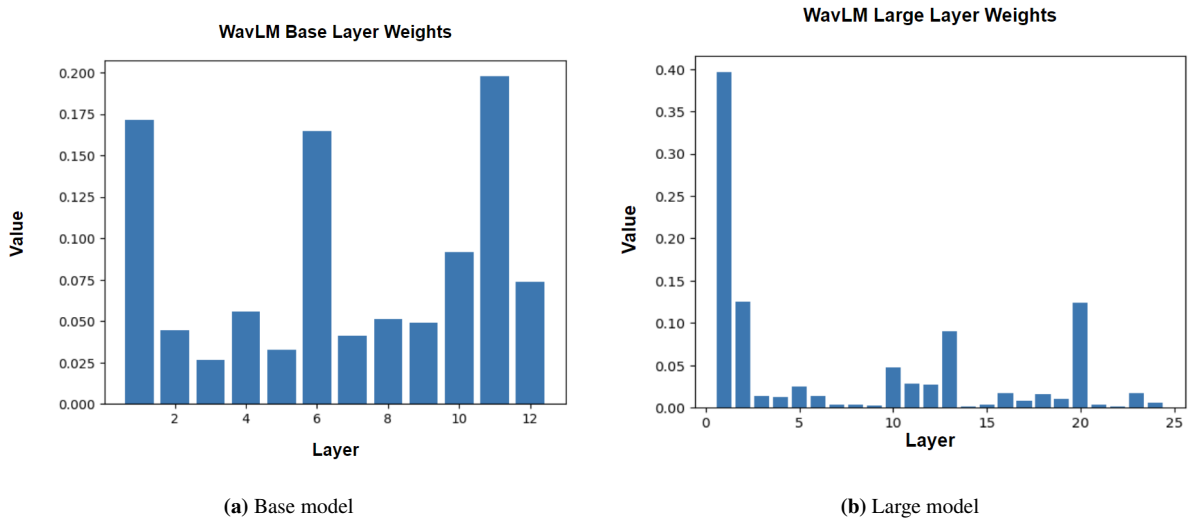 WavLM Base Layer Weights
0.200
0.175
0.150
0.125
0.100
0.075
0.050
0.025
0.000
Value
2 4 6 8 10 12
Layer
(a) Base model
WavLM Large Layer Weights
0.40
0.35
0.30
0.25
0.20
0.15
0.10
0.05
0.00
Value
0 5 10 15 20 25
Layer
(b) Large model